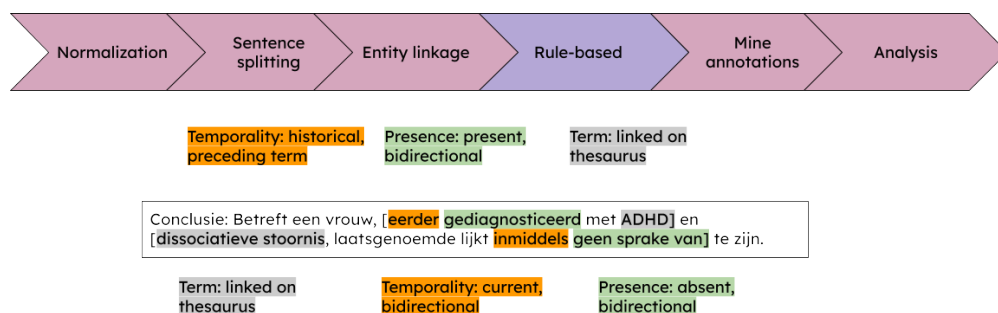 Normalization
Sentence
splitting
Entity linkage
Rule-based
Mine
annotations
Analysis
Temporality: historical,
preceding term
Presence: present,
bidirectional
Term: linked on
thesaurus
Conclusie: Betreft een vrouw, [eerder gediagnosticeerd met ADHD] en
[dissociatieve stoornis, laatsgenoemde lijkt inmiddels geen sprake van] te zijn.
Term: linked on
thesaurus
Temporality: current,
bidirectional
Presence: absent,
bidirectional